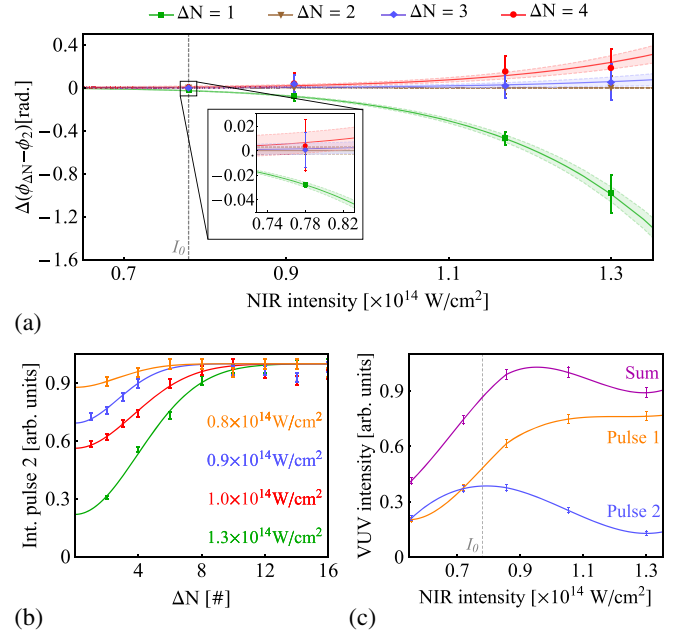 ΔN = 1 ΔN = 2 ΔN = 3 ΔN = 4
Δ(ϕΔN−ϕ2)[rad.]
0.4
0
−0.4
−0.8
−1.2
−1.6
0.02
0
−0.02
−0.04
0.74 0.78 0.82
I0
0.7 0.9 1.1 1.3
NIR intensity [×10^14 W/cm^2]
(a)
Int. pulse 2 [arb. units]
0.9
0.6
0.3
0
0.8×10^14W/cm^2
0.9×10^14W/cm^2
1.0×10^14W/cm^2
1.3×10^14W/cm^2
4 8 12 16
ΔN [#]
(b)
VUV intensity [arb. units]
0.9
0.6
0.3
0
Sum
Pulse 1
Pulse 2
I0
0.7 0.9 1.1 1.3
NIR intensity [×10^14 W/cm^2]
(c)